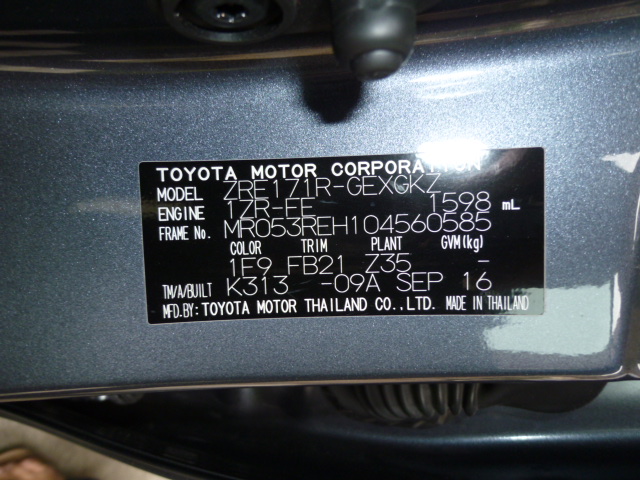 TOYOTA MOTOR CORPORATION
MODEL ZRE171R-GEXGKZ
ENGINE 1ZR-FE 1598 mL
FRAME No. MR053REH104560585
COLOR TRIM PLANT GVM(kg)
1E9 FB21 Z35 -
TM/A/BUILT K313 -09A SEP 16
MFD.BY: TOYOTA MOTOR THAILAND CO.,LTD. MADE IN THAILAND